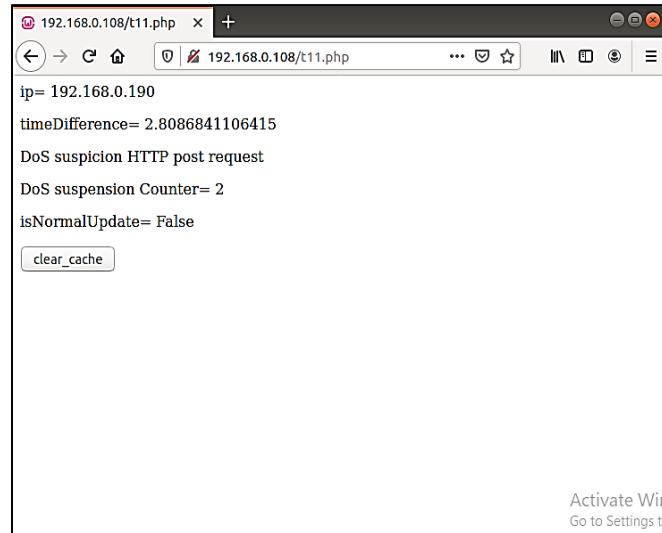 192.168.0.108/t11.php
192.168.0.108/t11.php
ip= 192.168.0.190
timeDifference= 2.8086841106415
DoS suspicion HTTP post request
DoS suspension Counter= 2
isNormalUpdate= False
clear_cache
Activate Win
Go to Settings t